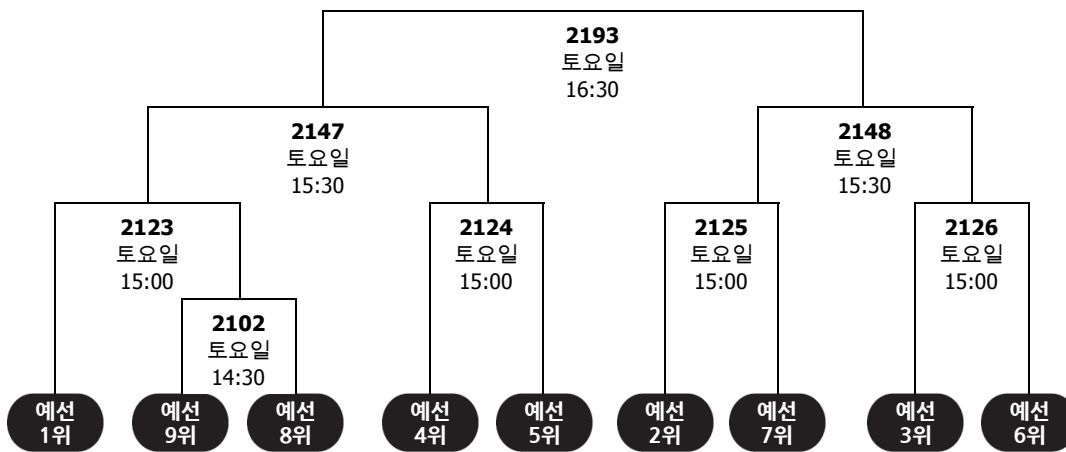 2193
토요일
16:30
2147
토요일
15:30
2148
토요일
15:30
2123
토요일
15:00
2124
토요일
15:00
2125
토요일
15:00
2126
토요일
15:00
2102
토요일
14:30
예선
1위
예선
9위
예선
8위
예선
4위
예선
5위
예선
2위
예선
7위
예선
3위
예선
6위